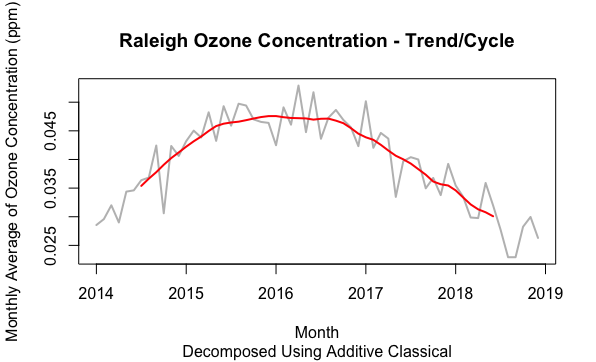 Raleigh Ozone Concentration - Trend/Cycle
Monthly Average of Ozone Concentration (ppm)
0.045
0.035
0.025
2014 2015 2016 2017 2018 2019
Month
Decomposed Using Additive Classical